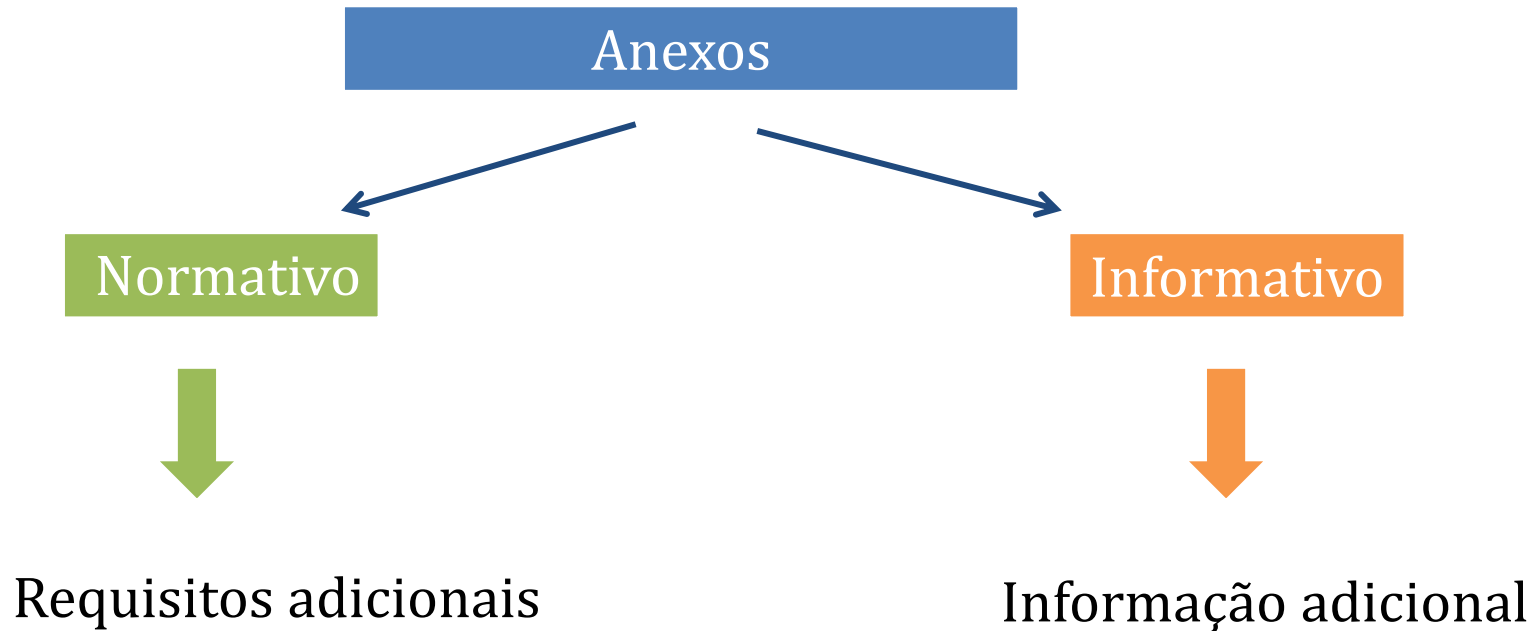 Anexos
Normativo
Informativo
Requisitos adicionais
Informação adicional